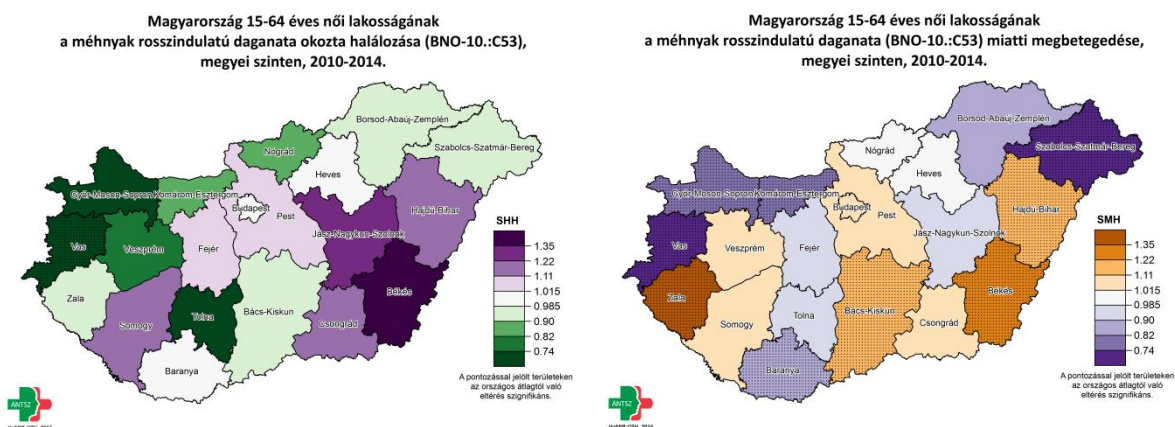 Magyarország 15-64 éves női lakosságának
a méhnyak rosszindulatú daganata okozta halálozása (BNO-10.:C53),
megyei szinten, 2010-2014.
Borsod-Abaúj-Zemplén
Szabolcs-Szatmár-Bereg
Nógrád
Heves
Győr-Moson-Sopron
Komárom-Esztergom
Budapest
Pest
Hajdú-Bihar
Jász-Nagykun-Szolnok
Vas
Veszprém
Fejér
Zala
Somogy
Tolna
Bács-Kiskun
Békés
Csongrád
Baranya
SHH
1.35
1.22
1.11
1.015
0.985
0.90
0.82
0.74
A pontozással jelölt területeken
az országos átlagtól való
eltérés szignifikáns.
ANTSZ
Magyarország 15-64 éves női lakosságának
a méhnyak rosszindulatú daganata (BNO-10.:C53) miatti megbetegedése,
megyei szinten, 2010-2014.
Borsod-Abaúj-Zemplén
Szabolcs-Szatmár-Bereg
Nógrád
Heves
Győr-Moson-Sopron
Komárom-Esztergom
Budapest
Pest
Hajdú-Bihar
Jász-Nagykun-Szolnok
Vas
Veszprém
Fejér
Zala
Somogy
Tolna
Bács-Kiskun
Békés
Csongrád
Baranya
SMH
1.35
1.22
1.11
1.015
0.985
0.90
0.82
0.74
A pontozással jelölt területeken
az országos átlagtól való
eltérés szignifikáns.
ANTSZ